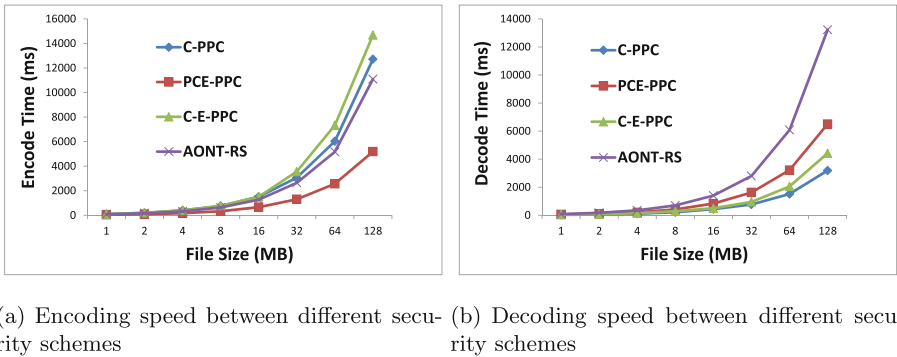 16000
14000
12000
10000
8000
6000
4000
2000
0
Encode Time (ms)
C-PPC
PCE-PPC
C-E-PPC
AONT-RS
1 2 4 8 16 32 64 128
File Size (MB)
14000
12000
10000
8000
6000
4000
2000
0
Decode Time (ms)
C-PPC
PCE-PPC
C-E-PPC
AONT-RS
1 2 4 8 16 32 64 128
File Size (MB)
(a) Encoding speed between different secu-
rity schemes
(b) Decoding speed between different secu
rity schemes